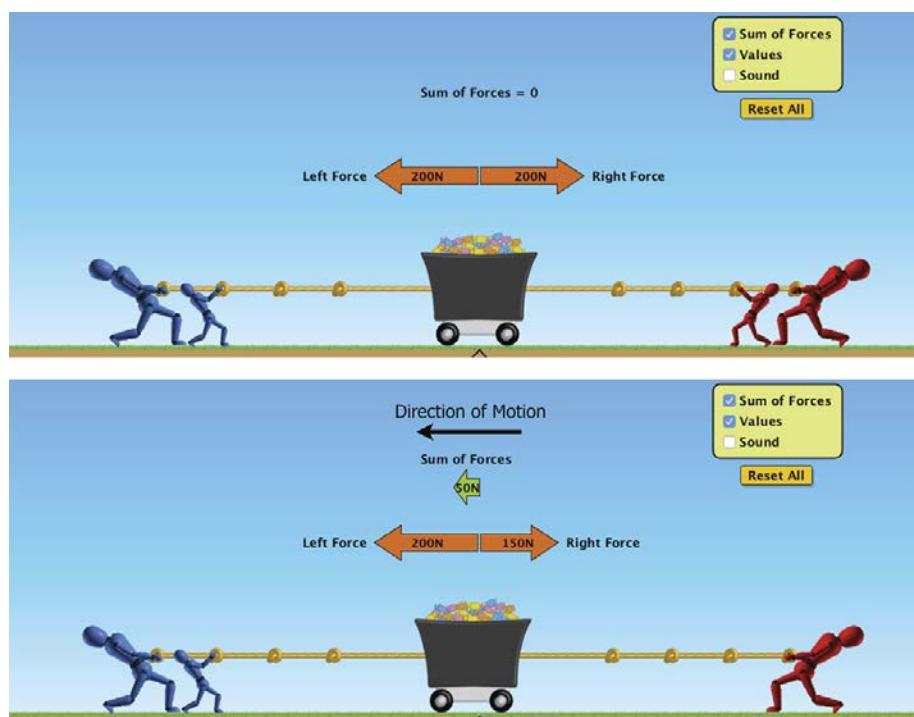 Sum of Forces
Values
Sound
Reset All
Sum of Forces = 0
Left Force
200N
200N
Right Force
Direction of Motion
Sum of Forces
50N
Sum of Forces
Values
Sound
Reset All
Left Force
200N
150N
Right Force